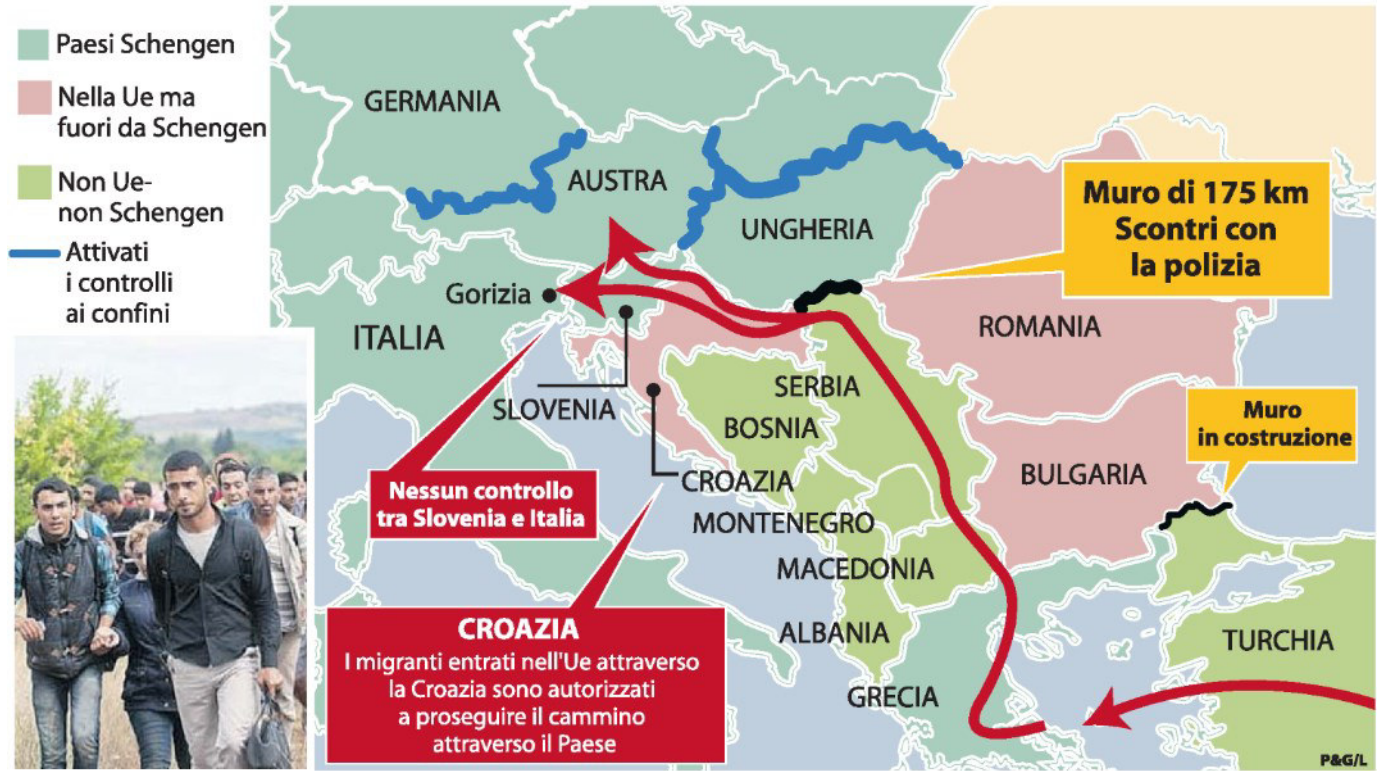 Paesi Schengen
Nella Ue ma
fuori da Schengen
Non Ue-
non Schengen
Attivati
i controlli
ai confini
GERMANIA
AUSTRA
UNGHERIA
Muro di 175 km
Scontri con
la polizia
Gorizia
ITALIA
ROMANIA
SLOVENIA
SERBIA
BOSNIA
Muro
in costruzione
BULGARIA
CROAZIA
Nessun controllo
tra Slovenia e Italia
MONTENEGRO
MACEDONIA
ALBANIA
TURCHIA
GRECIA
CROAZIA
I migranti entrati nell'Ue attraverso
la Croazia sono autorizzati
a proseguire il cammino
attraverso il Paese
P&G/L